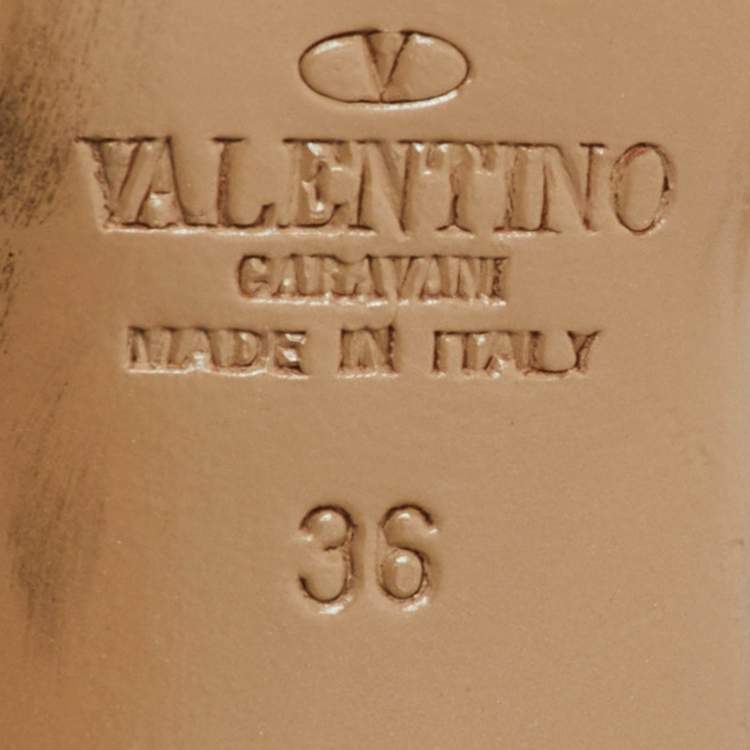 V
VALENTINO
GARAVANI
MADE IN ITALY
36